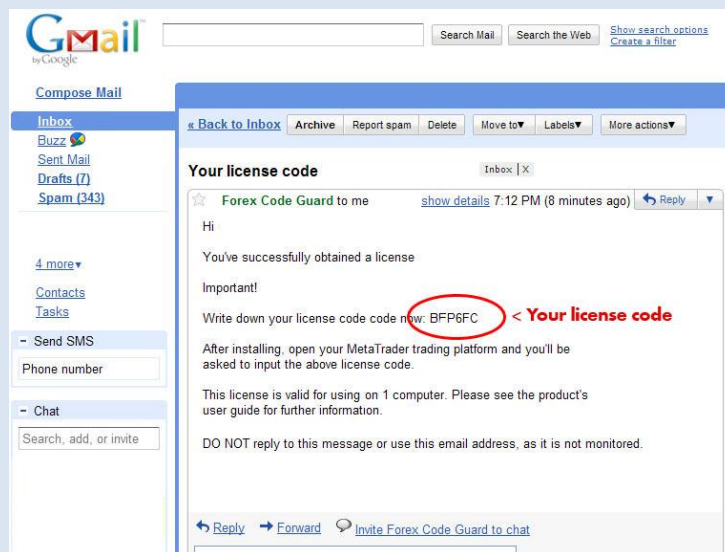 Gmail
by Google
Search Mail
Search the Web
Show search options
Create a filter
Compose Mail
Inbox
Buzz
Sent Mail
Drafts (7)
Spam (343)
4 more▾
Contacts
Tasks
– Send SMS
Phone number
– Chat
Search, add, or invite
« Back to Inbox Archive Report spam Delete Move to▼ Labels▼ More actions▼
Your license code Inbox | X
Forex Code Guard to me show details 7:12 PM (8 minutes ago) Reply ▼
Hi
You've successfully obtained a license
Important!
Write down your license code code now: BFP6FC < Your license code
After installing, open your MetaTrader trading platform and you'll be
asked to input the above license code.
This license is valid for using on 1 computer. Please see the product's
user guide for further information.
DO NOT reply to this message or use this email address, as it is not monitored.
Reply Forward Invite Forex Code Guard to chat